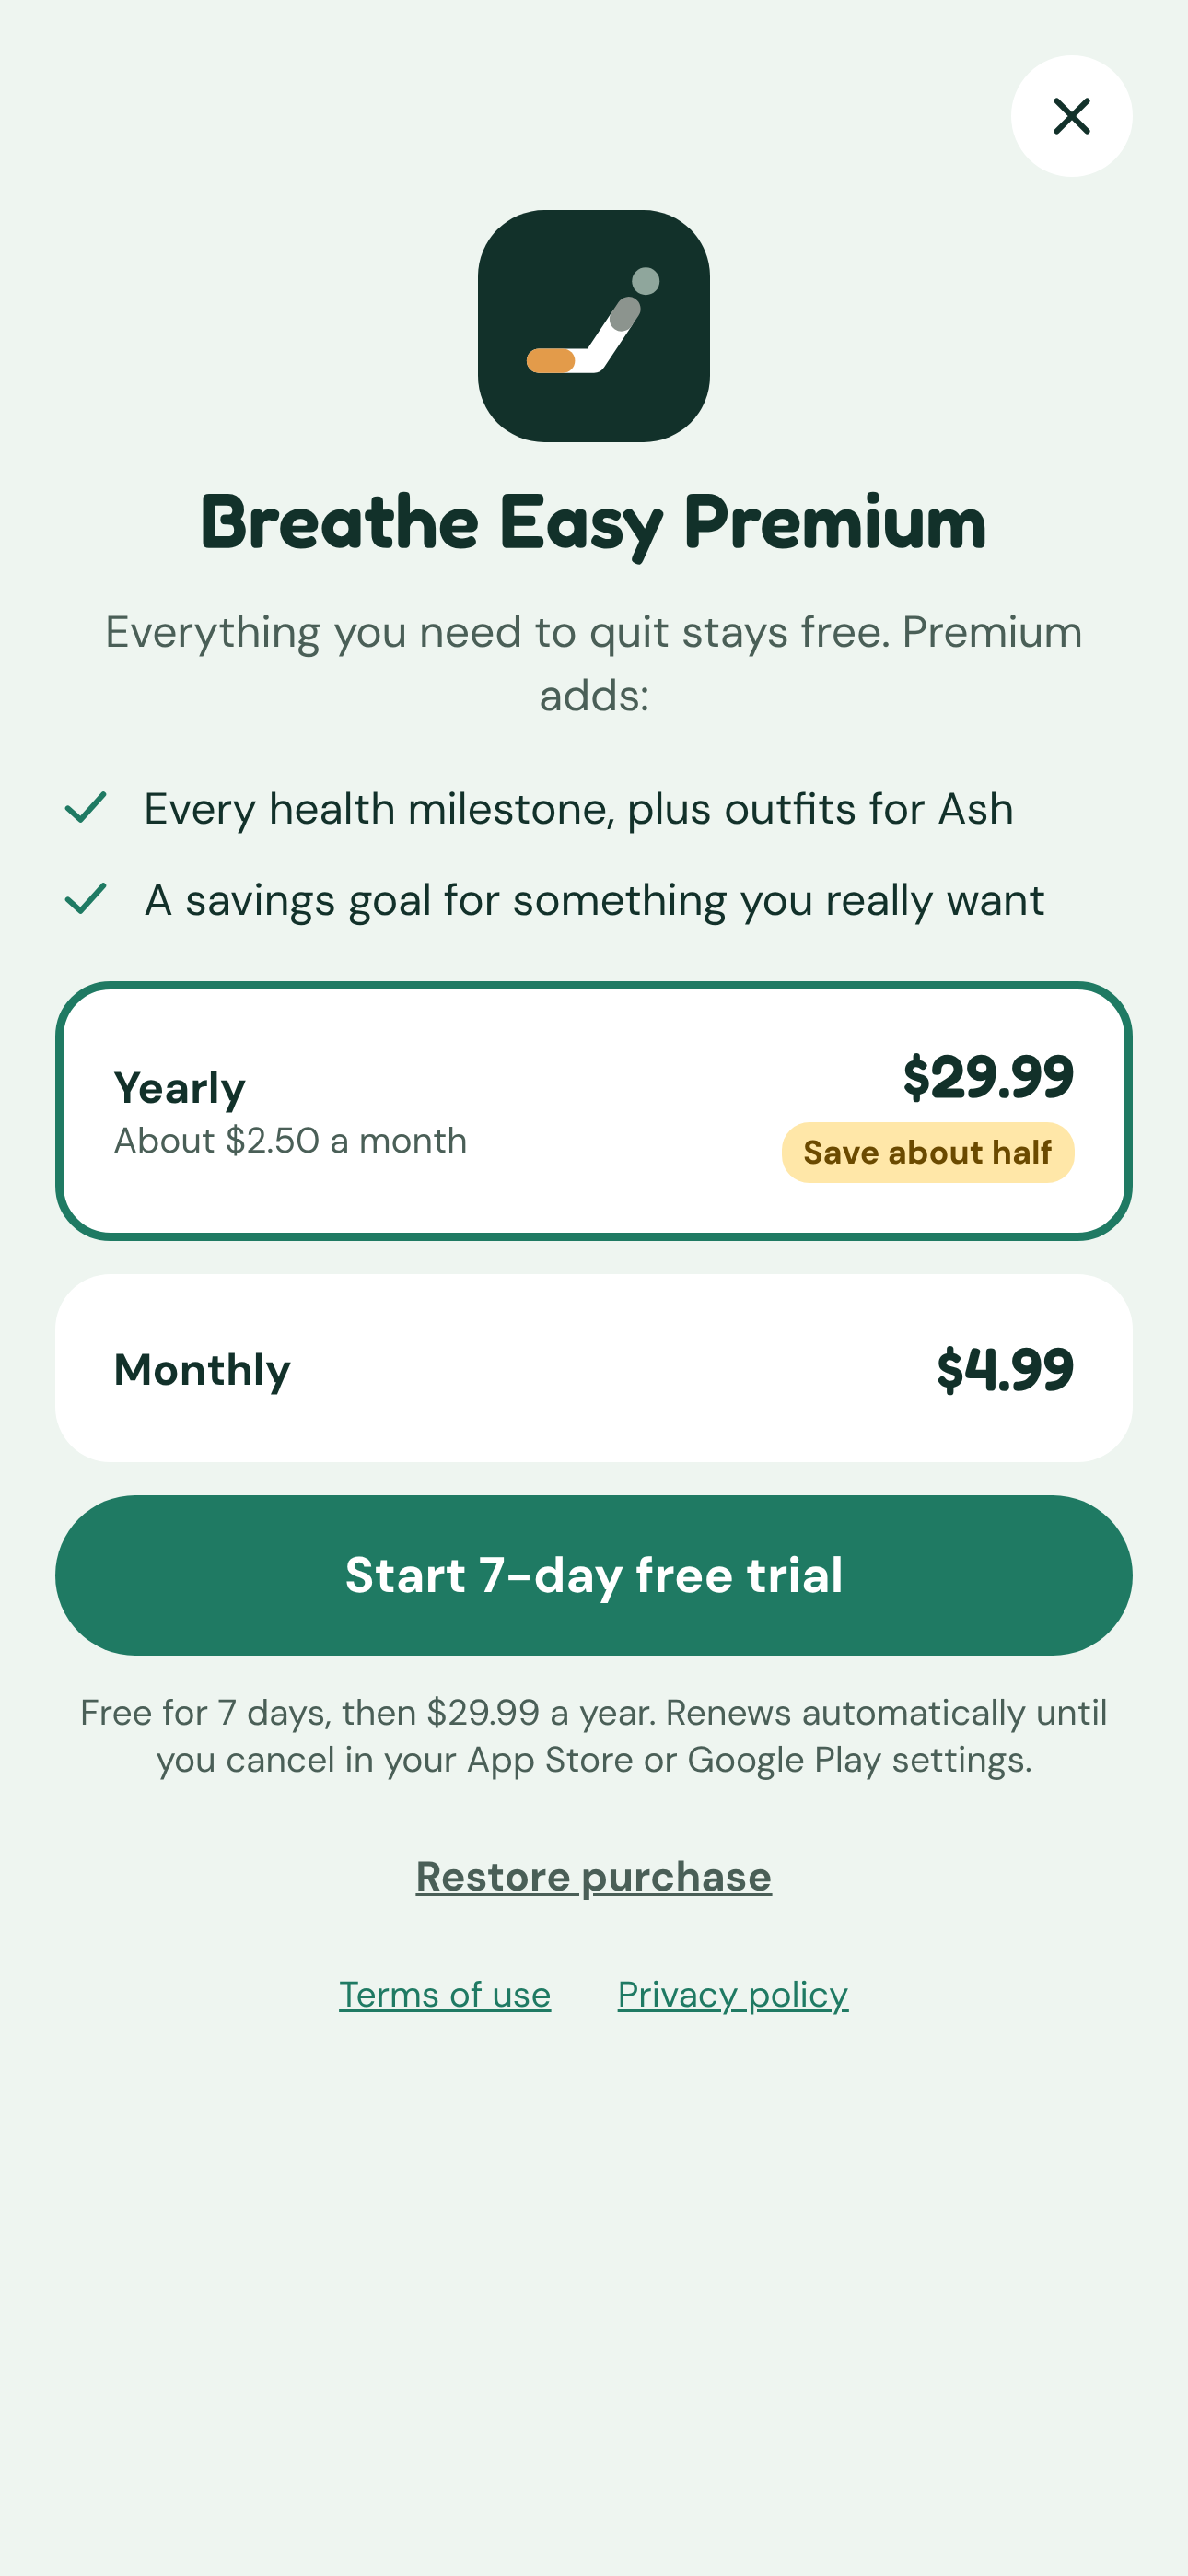 Breathe Easy Premium
Everything you need to quit stays free. Premium
adds:
Every health milestone, plus outfits for Ash
A savings goal for something you really want
Yearly
About $2.50 a month
$29.99
Save about half
Monthly
$4.99
Start 7-day free trial
Free for 7 days, then $29.99 a year. Renews automatically until
you cancel in your App Store or Google Play settings.
Restore purchase
Terms of use
Privacy policy